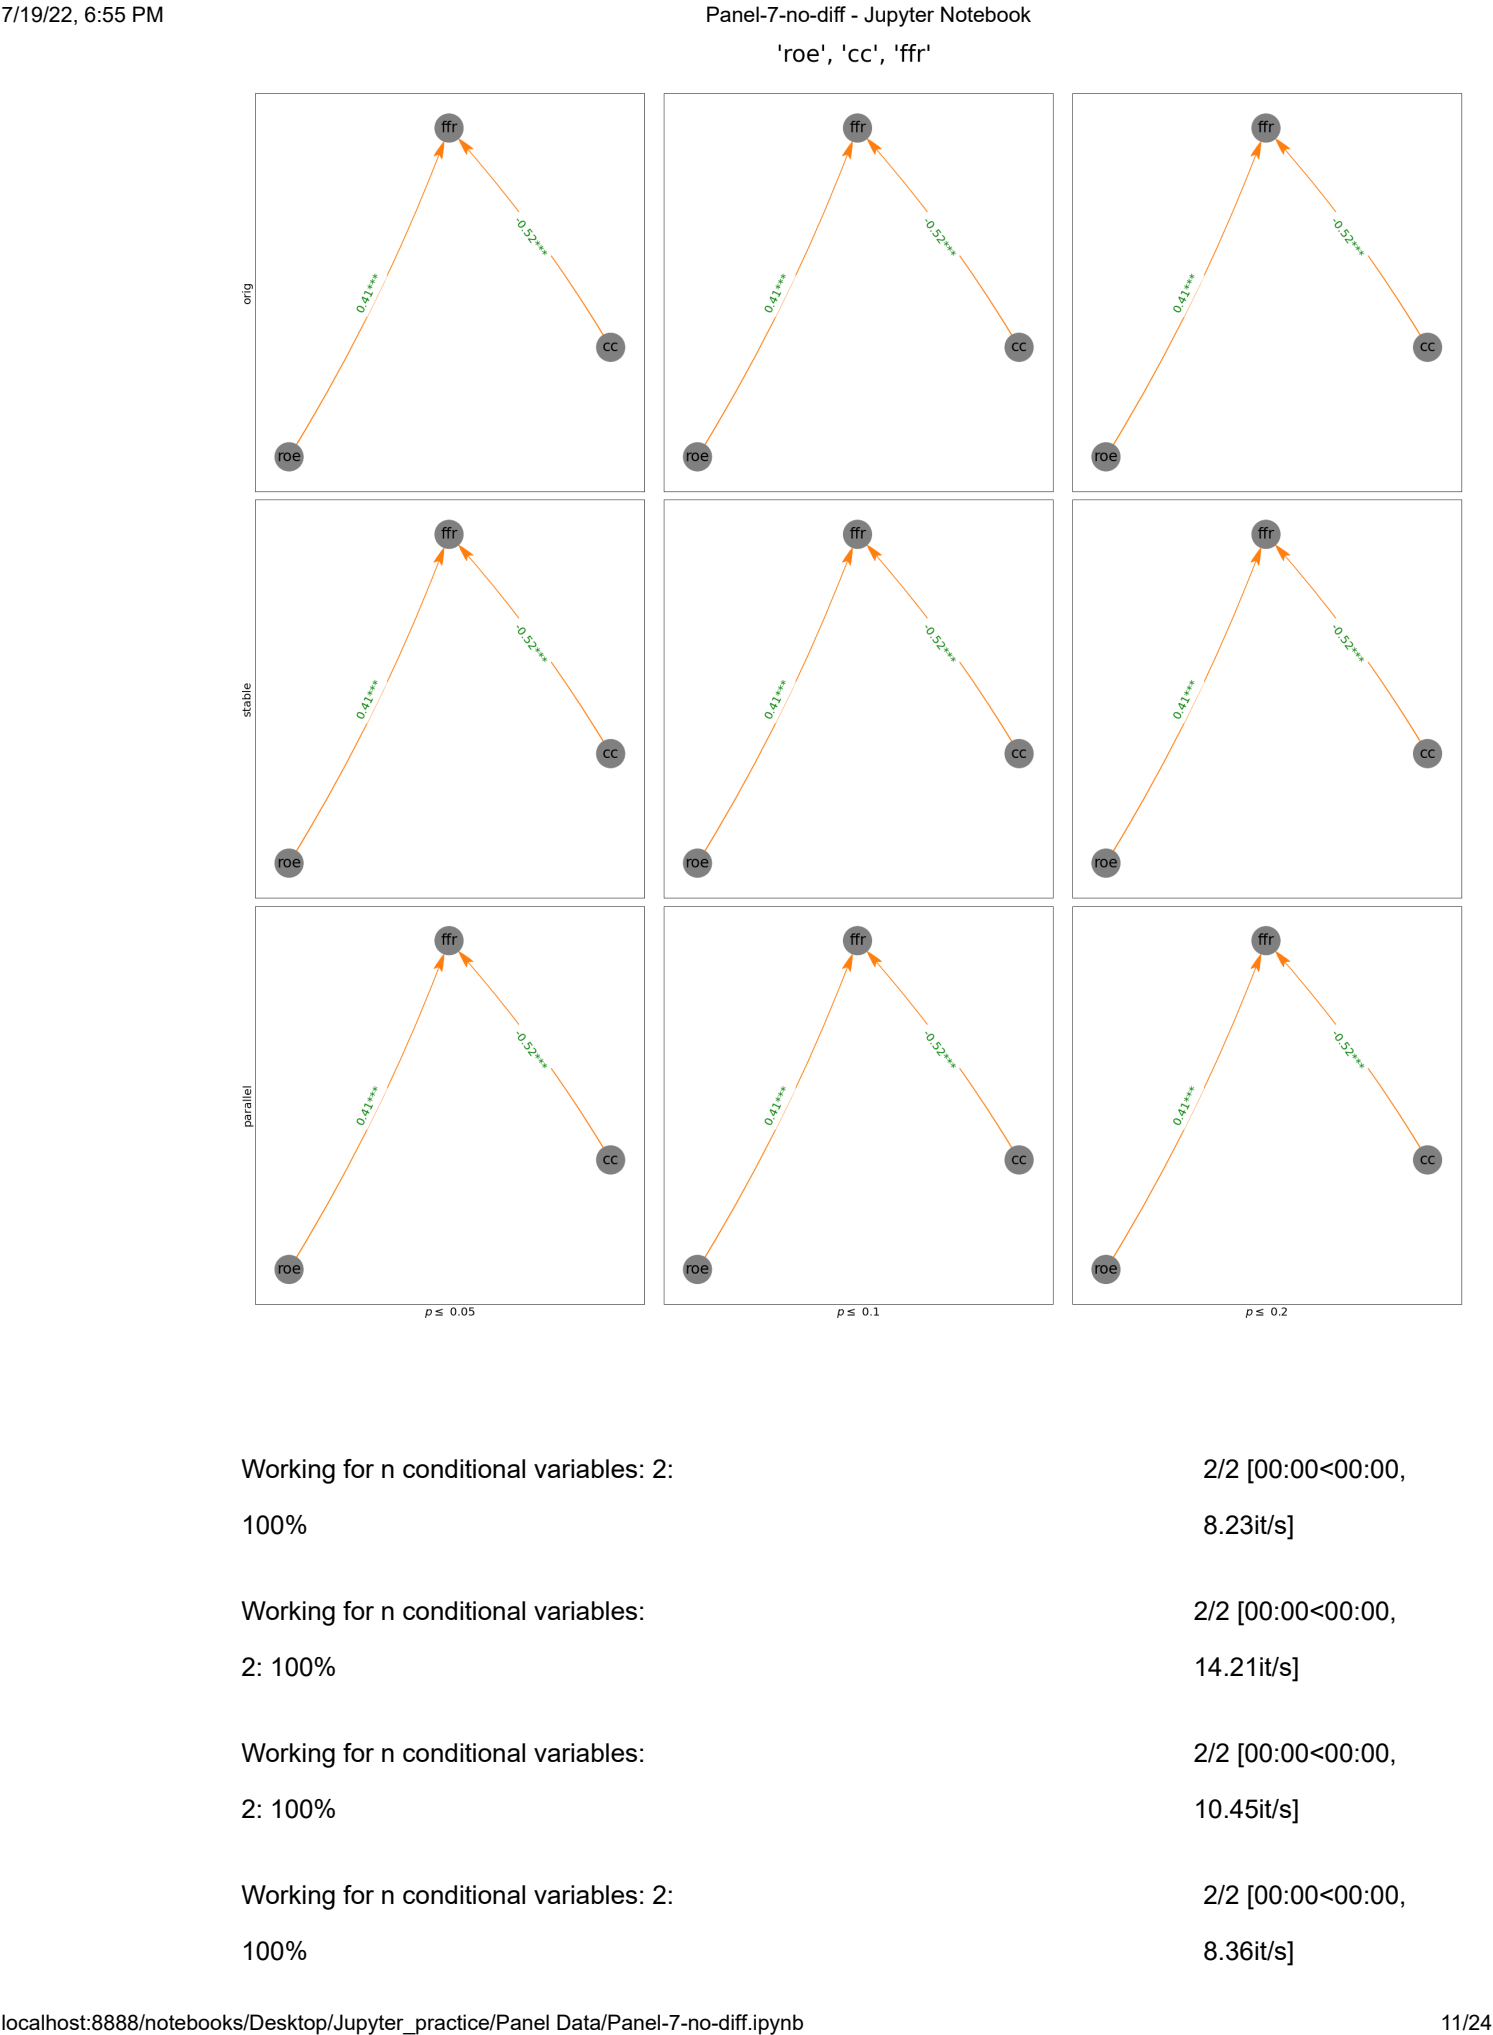 7/19/22, 6:55 PM Panel-7-no-diff - Jupyter Notebook
'roe', 'cc', 'ffr'
ffr ffr ffr
-0.52*** -0.52*** -0.52***
orig 0.41*** 0.41*** 0.41***
cc cc cc
roe roe roe
ffr ffr ffr
-0.52*** -0.52*** -0.52***
stable 0.41*** 0.41*** 0.41***
cc cc cc
roe roe roe
ffr ffr ffr
-0.52*** -0.52*** -0.52***
parallel 0.41*** 0.41*** 0.41***
cc cc cc
roe roe roe
p ≤ 0.05 p ≤ 0.1 p ≤ 0.2
Working for n conditional variables: 2: 2/2 [00:00<00:00,
100% 8.23it/s]
Working for n conditional variables: 2/2 [00:00<00:00,
2: 100% 14.21it/s]
Working for n conditional variables: 2/2 [00:00<00:00,
2: 100% 10.45it/s]
Working for n conditional variables: 2: 2/2 [00:00<00:00,
100% 8.36it/s]
localhost:8888/notebooks/Desktop/Jupyter_practice/Panel Data/Panel-7-no-diff.ipynb 11/24